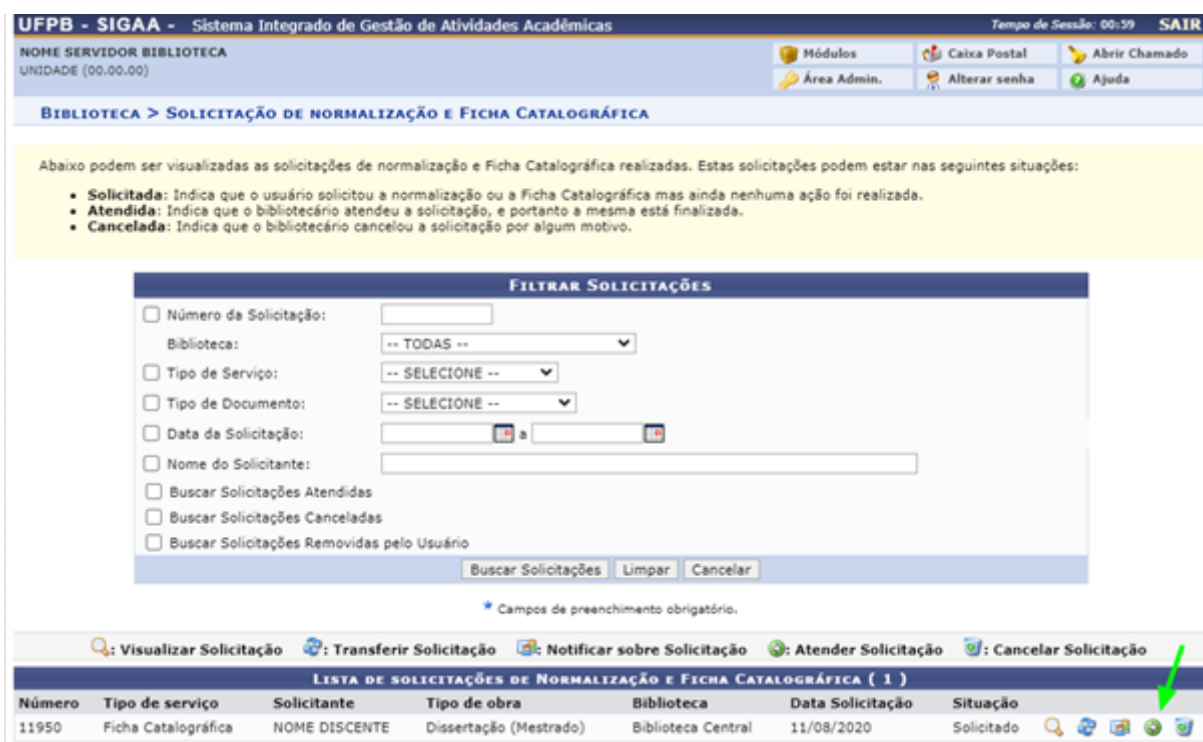 UFPB - SIGAA - Sistema Integrado de Gestão de Atividades Acadêmicas Tempo de Sessão: 00:59 SAIR
NOME SERVIDOR BIBLIOTECA Módulos Caixa Postal Abrir Chamado
UNIDADE (00.00.00) Área Admin. Alterar senha Ajuda
BIBLIOTECA > SOLICITAÇÃO DE NORMALIZAÇÃO E FICHA CATALOGRÁFICA
Abaixo podem ser visualizadas as solicitações de normalização e Ficha Catalográfica realizadas. Estas solicitações podem estar nas seguintes situações:
• Solicitada: Indica que o usuário solicitou a normalização ou a Ficha Catalográfica mas ainda nenhuma ação foi realizada.
• Atendida: Indica que o bibliotecário atendeu a solicitação, e portanto a mesma está finalizada.
• Cancelada: Indica que o bibliotecário cancelou a solicitação por algum motivo.
FILTRAR SOLICITAÇÕES
Número da Solicitação:
Biblioteca: -- TODAS --
Tipo de Serviço: -- SELECIONE --
Tipo de Documento: -- SELECIONE --
Data da Solicitação: a
Nome do Solicitante:
Buscar Solicitações Atendidas
Buscar Solicitações Canceladas
Buscar Solicitações Removidas pelo Usuário
Buscar Solicitações Limpar Cancelar
* Campos de preenchimento obrigatório.
: Visualizar Solicitação : Transferir Solicitação : Notificar sobre Solicitação : Atender Solicitação : Cancelar Solicitação
LISTA DE SOLICITAÇÕES DE NORMALIZAÇÃO E FICHA CATALOGRÁFICA ( 1 )
Número Tipo de serviço Solicitante Tipo de obra Biblioteca Data Solicitação Situação
11950 Ficha Catalográfica NOME DISCENTE Dissertação (Mestrado) Biblioteca Central 11/08/2020 Solicitado